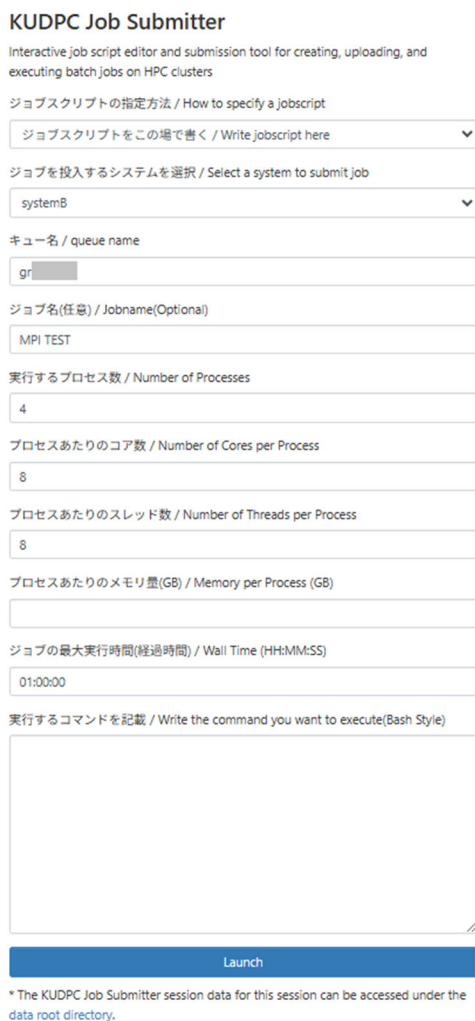 KUDPC Job Submitter
Interactive job script editor and submission tool for creating, uploading, and
executing batch jobs on HPC clusters
ジョブスクリプトの指定方法 / How to specify a jobscript
ジョブスクリプトをこの場で書く / Write jobscript here
ジョブを投入するシステムを選択 / Select a system to submit job
systemB
キュー名 / queue name
gr
ジョブ名(任意) / Jobname(Optional)
MPI TEST
実行するプロセス数 / Number of Processes
4
プロセスあたりのコア数 / Number of Cores per Process
8
プロセスあたりのスレッド数 / Number of Threads per Process
8
プロセスあたりのメモリ量(GB) / Memory per Process (GB)
ジョブの最大実行時間(経過時間) / Wall Time (HH:MM:SS)
01:00:00
実行するコマンドを記載 / Write the command you want to execute(Bash Style)
Launch
* The KUDPC Job Submitter session data for this session can be accessed under the
data root directory.